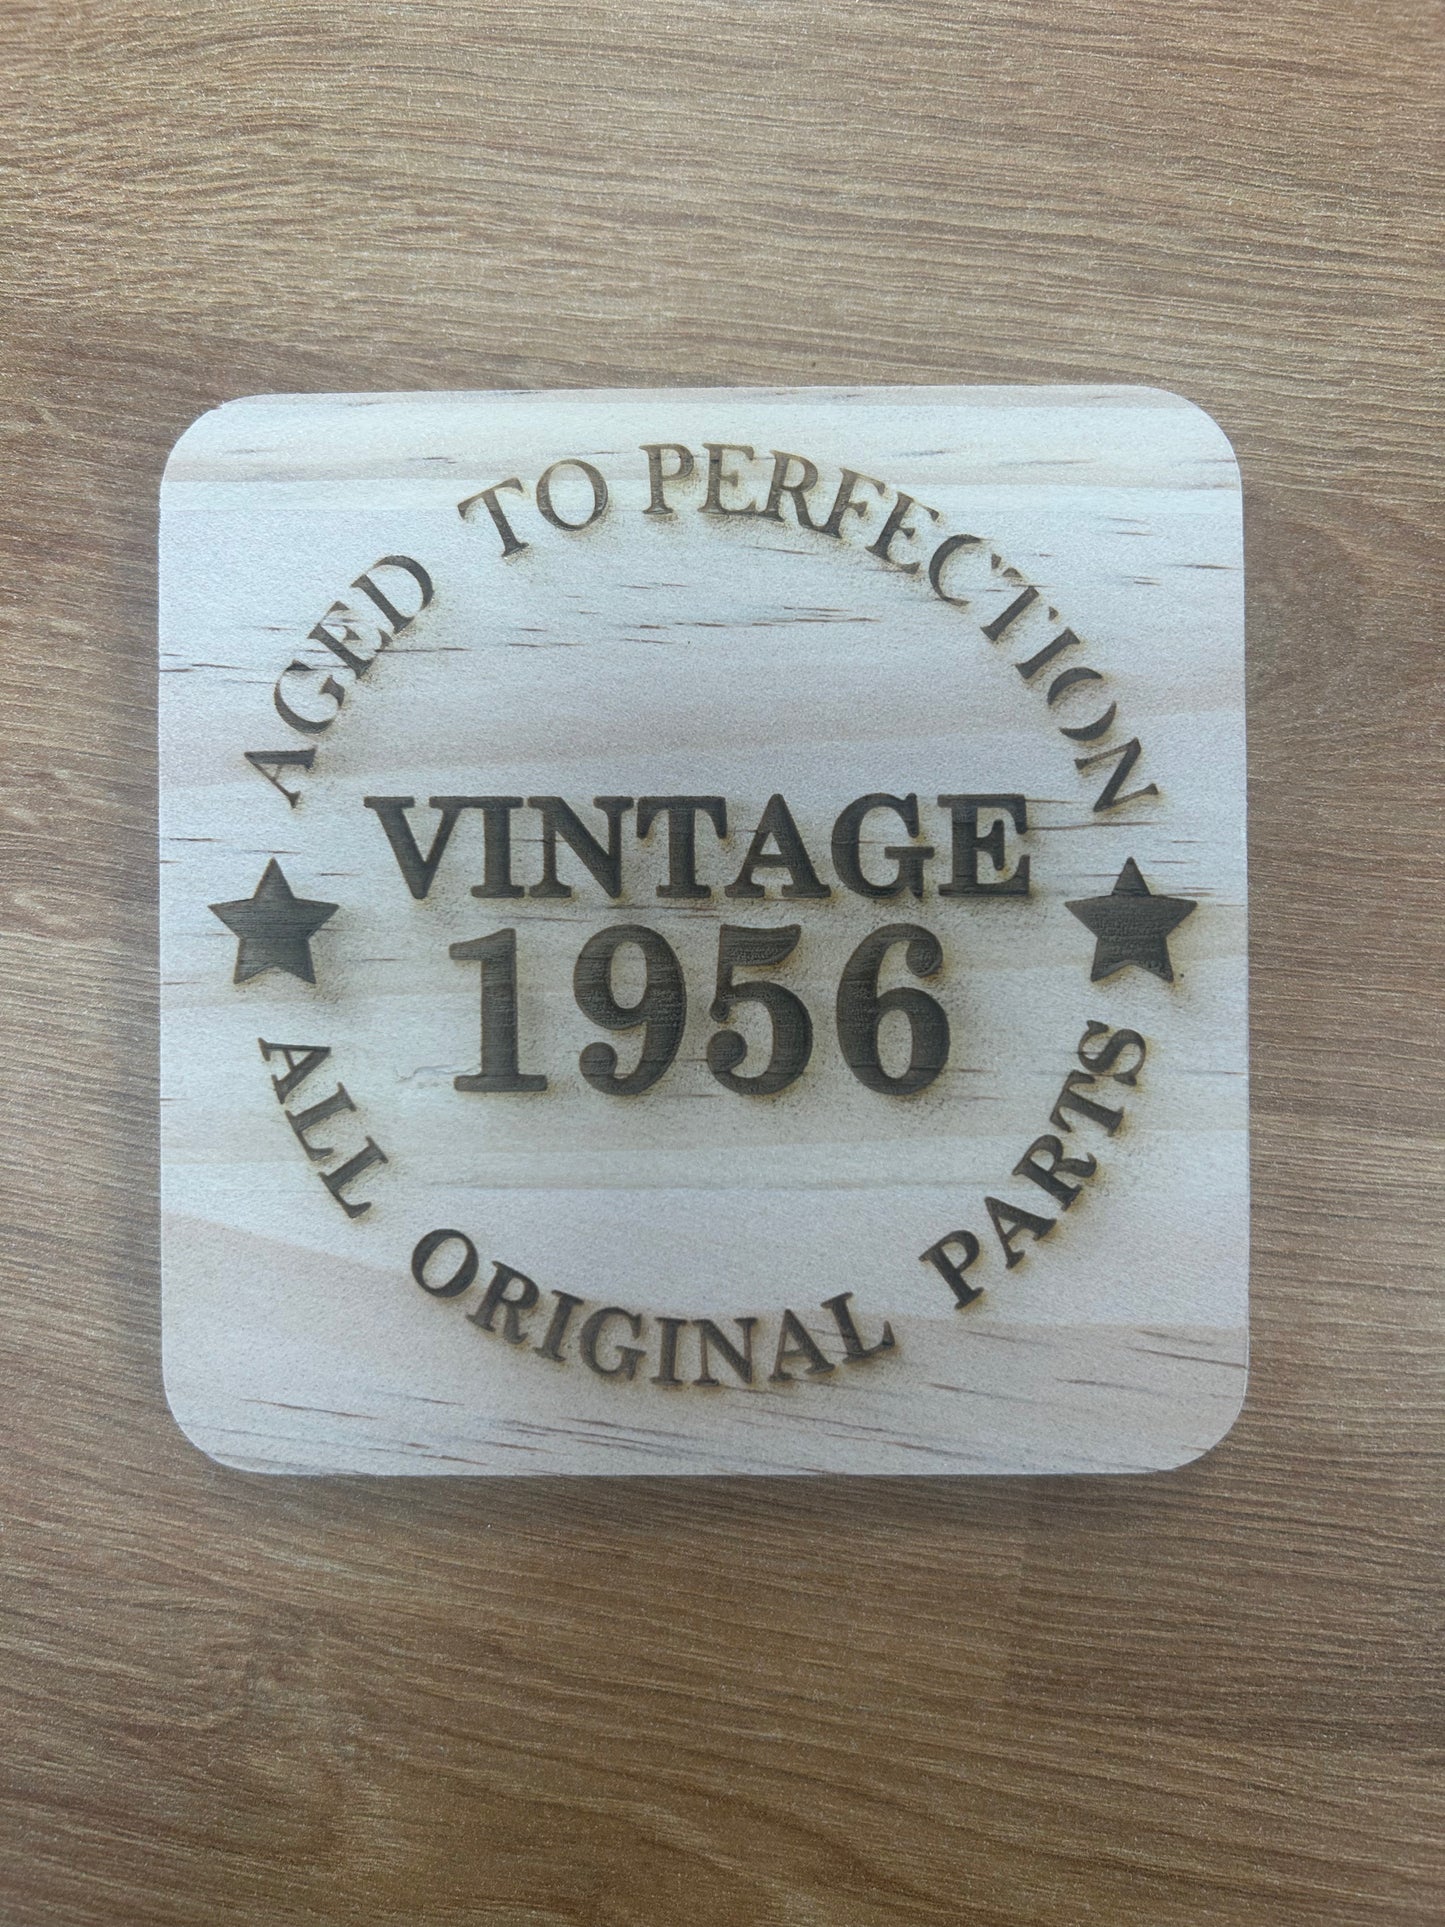 AGED TO PERFECTION
VINTAGE
1956
ALL ORIGINAL PARTS